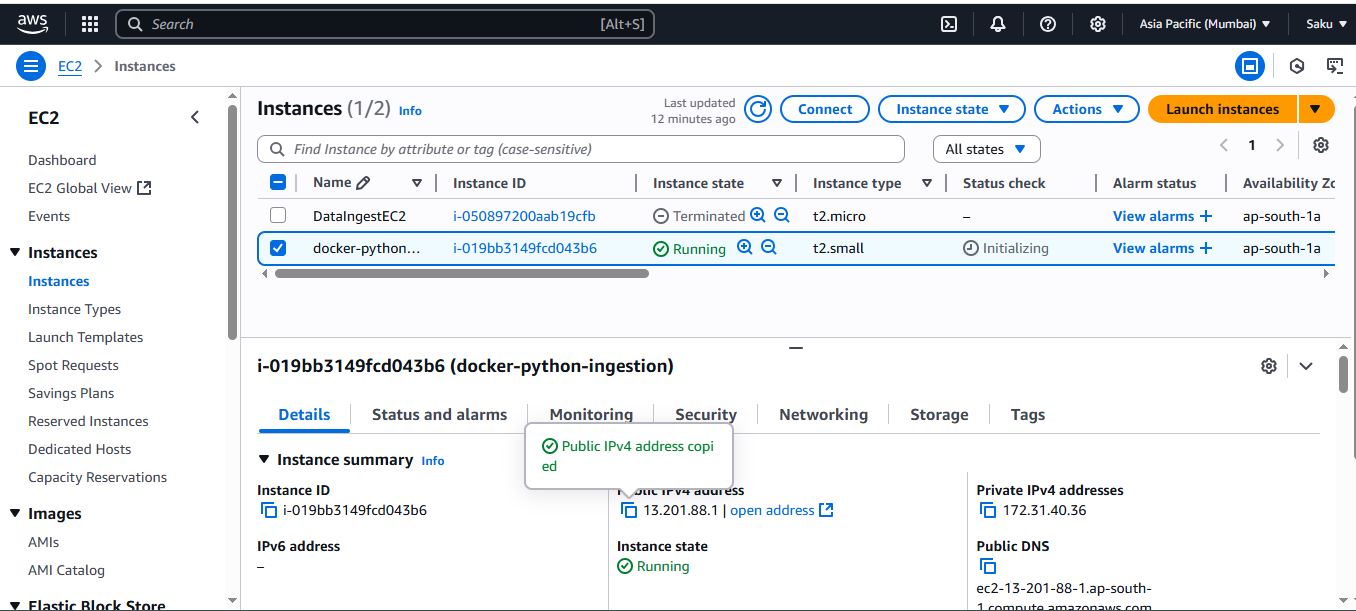 aws
Search [Alt+S]
Asia Pacific (Mumbai) Saku
EC2 Instances
EC2
Dashboard
EC2 Global View
Events
Instances
Instances
Instance Types
Launch Templates
Spot Requests
Savings Plans
Reserved Instances
Dedicated Hosts
Capacity Reservations
Images
AMIs
AMI Catalog
Elastic Block Store
Instances (1/2) Info
Last updated
12 minutes ago
Connect Instance state Actions Launch instances
Find Instance by attribute or tag (case-sensitive) All states 1
Name Instance ID Instance state Instance type Status check Alarm status Availability Zo
DataIngestEC2 i-050897200aab19cfb Terminated t2.micro – View alarms + ap-south-1a
docker-python... i-019bb3149fcd043b6 Running t2.small Initializing View alarms + ap-south-1a
i-019bb3149fcd043b6 (docker-python-ingestion)
Details Status and alarms Monitoring Security Networking Storage Tags
Public IPv4 address copi
ed
Instance summary Info
Instance ID
i-019bb3149fcd043b6
IPv6 address
–
Public IPv4 address
13.201.88.1 | open address
Instance state
Running
Private IPv4 addresses
172.31.40.36
Public DNS
ec2-13-201-88-1.ap-south-
1.compute.amazonaws.com